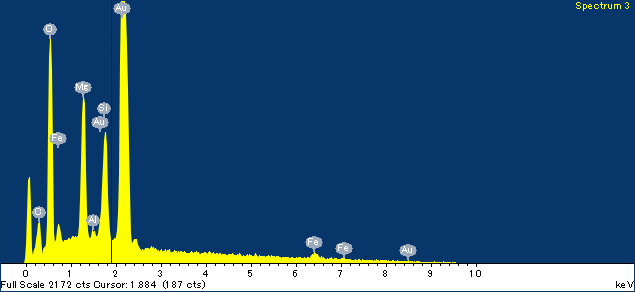 Spectrum 3
Au
O
Mg
Si
Au
Fe
C
Al
Fe
Fe
Au
0 1 2 3 4 5 6 7 8 9 10
Full Scale 2172 cts Cursor: 1.884 (187 cts) keV